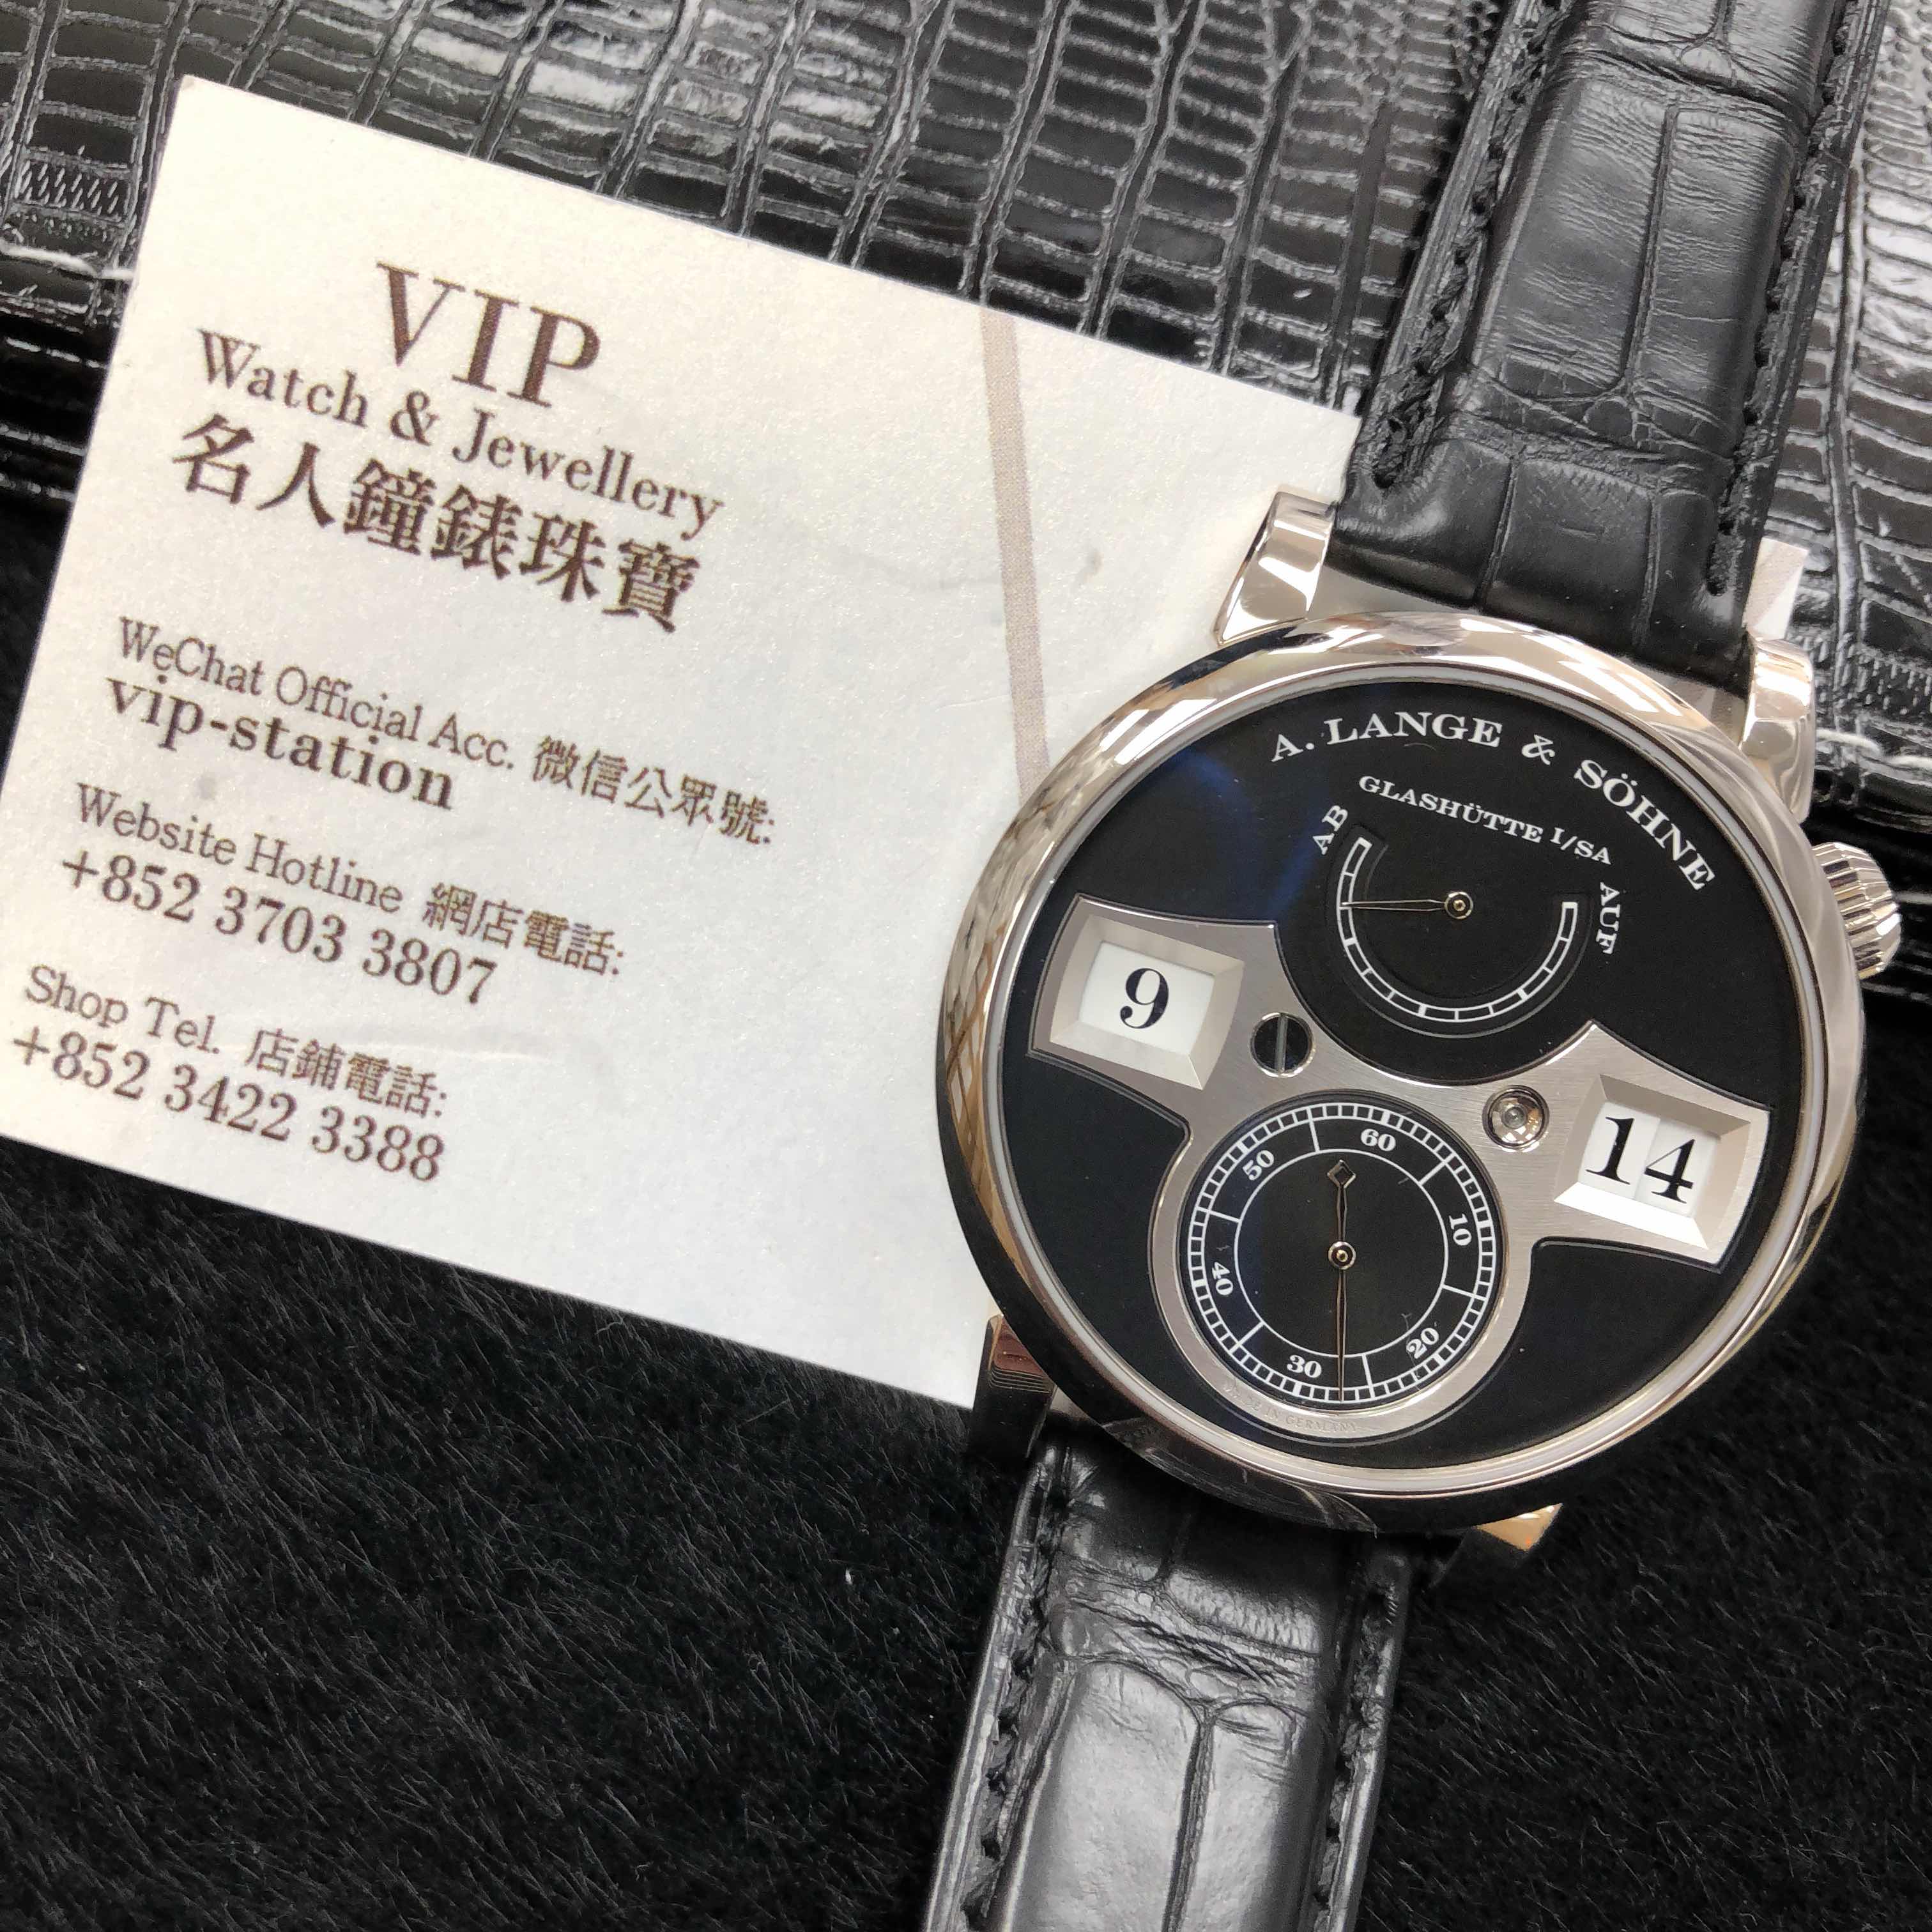 VIP
Watch & Jewellery
名人鐘錶珠寶
WeChat Official Acc. 微信公眾號:
vip-station
Website Hotline 網店電話:
+852 3703 3807
Shop Tel. 店鋪電話:
+852 3422 3388
A. LANGE & SÖHNE
GLASHÜTTE I/SA
AB
AUF
9
14
60
50
10
40
20
30
IN GERMANY